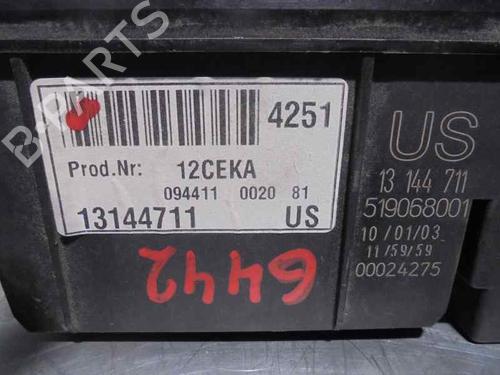 4251
Prod.Nr: 12CEKA
094411 0020 81
13144711 US
6442
US
13 144 711
519068001
10/01/03
11/59/59
00024275
B-PARTS